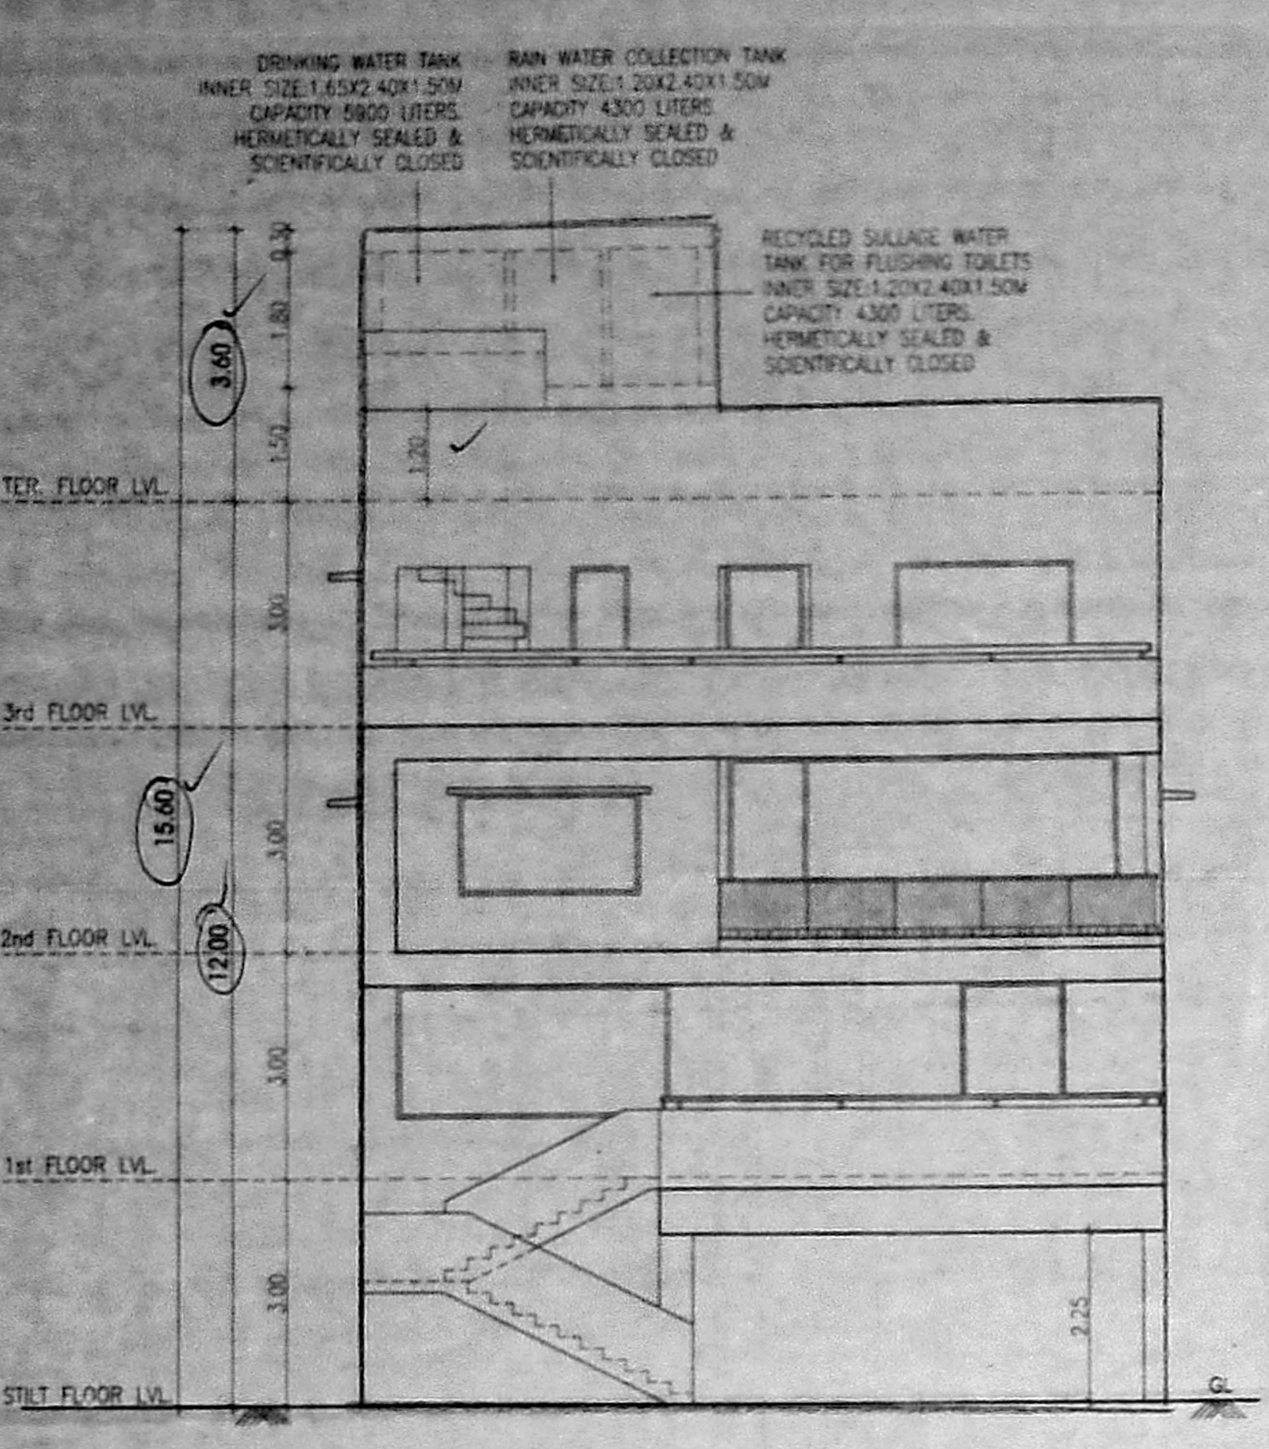 DRINKING WATER TANK
INNER SIZE:1.65X2.40X1.50M
CAPACITY 5900 LITERS.
HERMETICALLY SEALED &
SCIENTIFICALLY CLOSED
RAIN WATER COLLECTION TANK
INNER SIZE:1.20X2.40X1.50M
CAPACITY 4300 LITERS
HERMETICALLY SEALED &
SCIENTIFICALLY CLOSED
RECYCLED SULLAGE WATER
TANK FOR FLUSHING TOILETS
INNER SIZE:1.20X2.40X1.50M
CAPACITY 4300 LITERS.
HERMETICALLY SEALED &
SCIENTIFICALLY CLOSED
0.30
1.80
3.60
1.50
1.20
TER. FLOOR LVL.
3.00
3rd FLOOR LVL.
15.60
3.00
2nd FLOOR LVL.
12.00
3.00
1st FLOOR LVL.
3.00
2.25
STILT FLOOR LVL.
GL